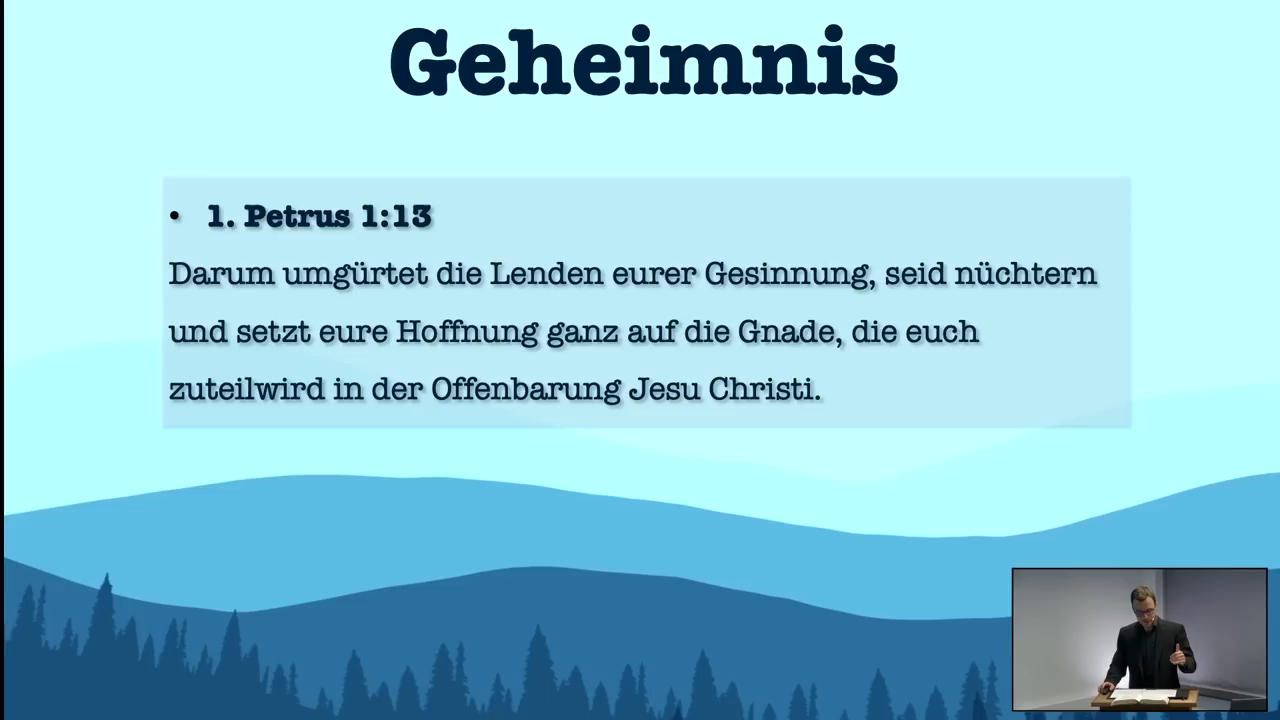 Geheimnis
• 1. Petrus 1:13
Darum umgürtet die Lenden eurer Gesinnung, seid nüchtern
und setzt eure Hoffnung ganz auf die Gnade, die euch
zuteilwird in der Offenbarung Jesu Christi.